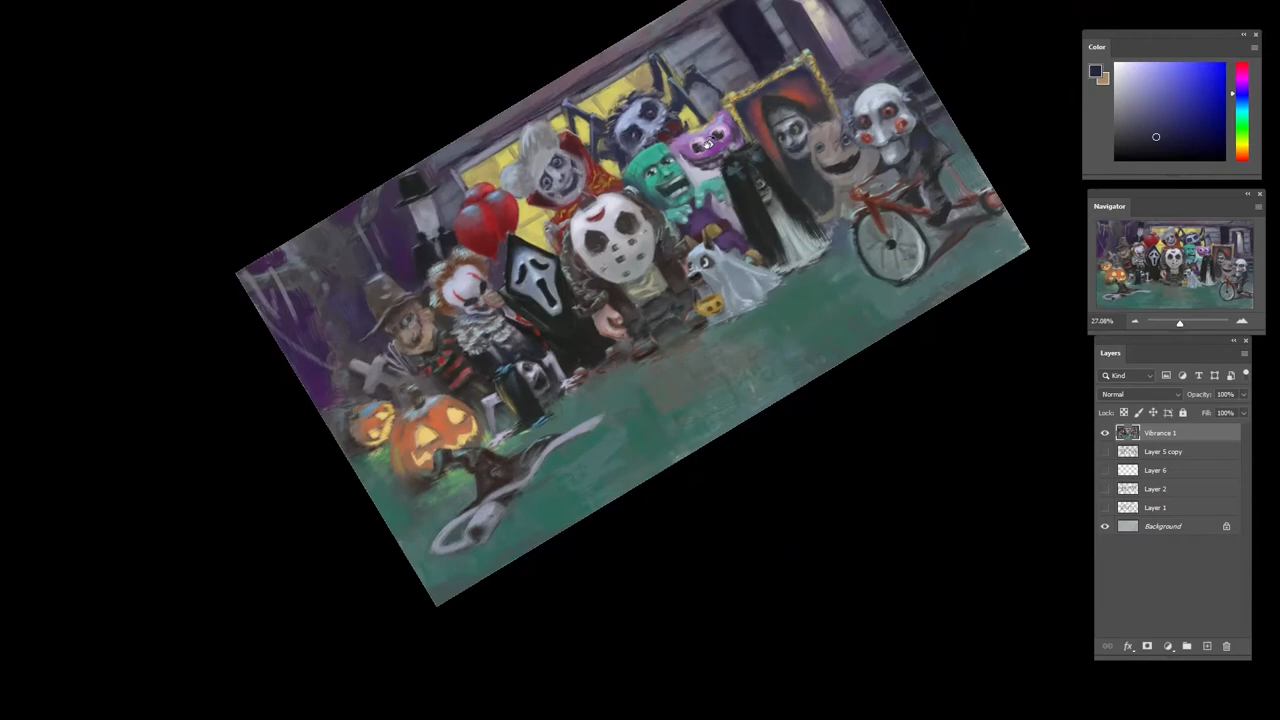 Color
Navigator
27.08%
Layers
Kind
Normal
Opacity: 100%
Lock:
Fill: 100%
Vibrance 1
Layer 5 copy
Layer 6
Layer 2
Layer 1
Background
fx